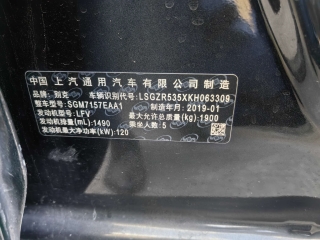 中国 上汽通用汽车有限公司 制造
品牌：别克 车辆识别代号：LSGZR535XKH063309
整车型号：SGM7157EAA1 制造年月：2019-01
发动机型号：LFV 最大允许总质量(kg)：1900
发动机排量(mL)：1490 乘坐人数：5
最大净功率(kW)：120